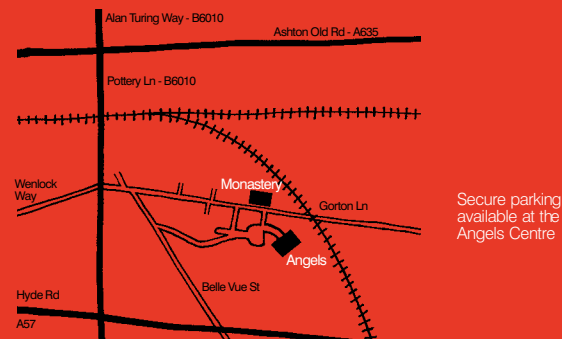 Alan Turing Way - B6010
Ashton Old Rd - A635
Pottery Ln - B6010
Wenlock
Way
Monastery
Gorton Ln
Secure parking
available at the
Angels Centre
Angels
Belle Vue St
Hyde Rd
A57